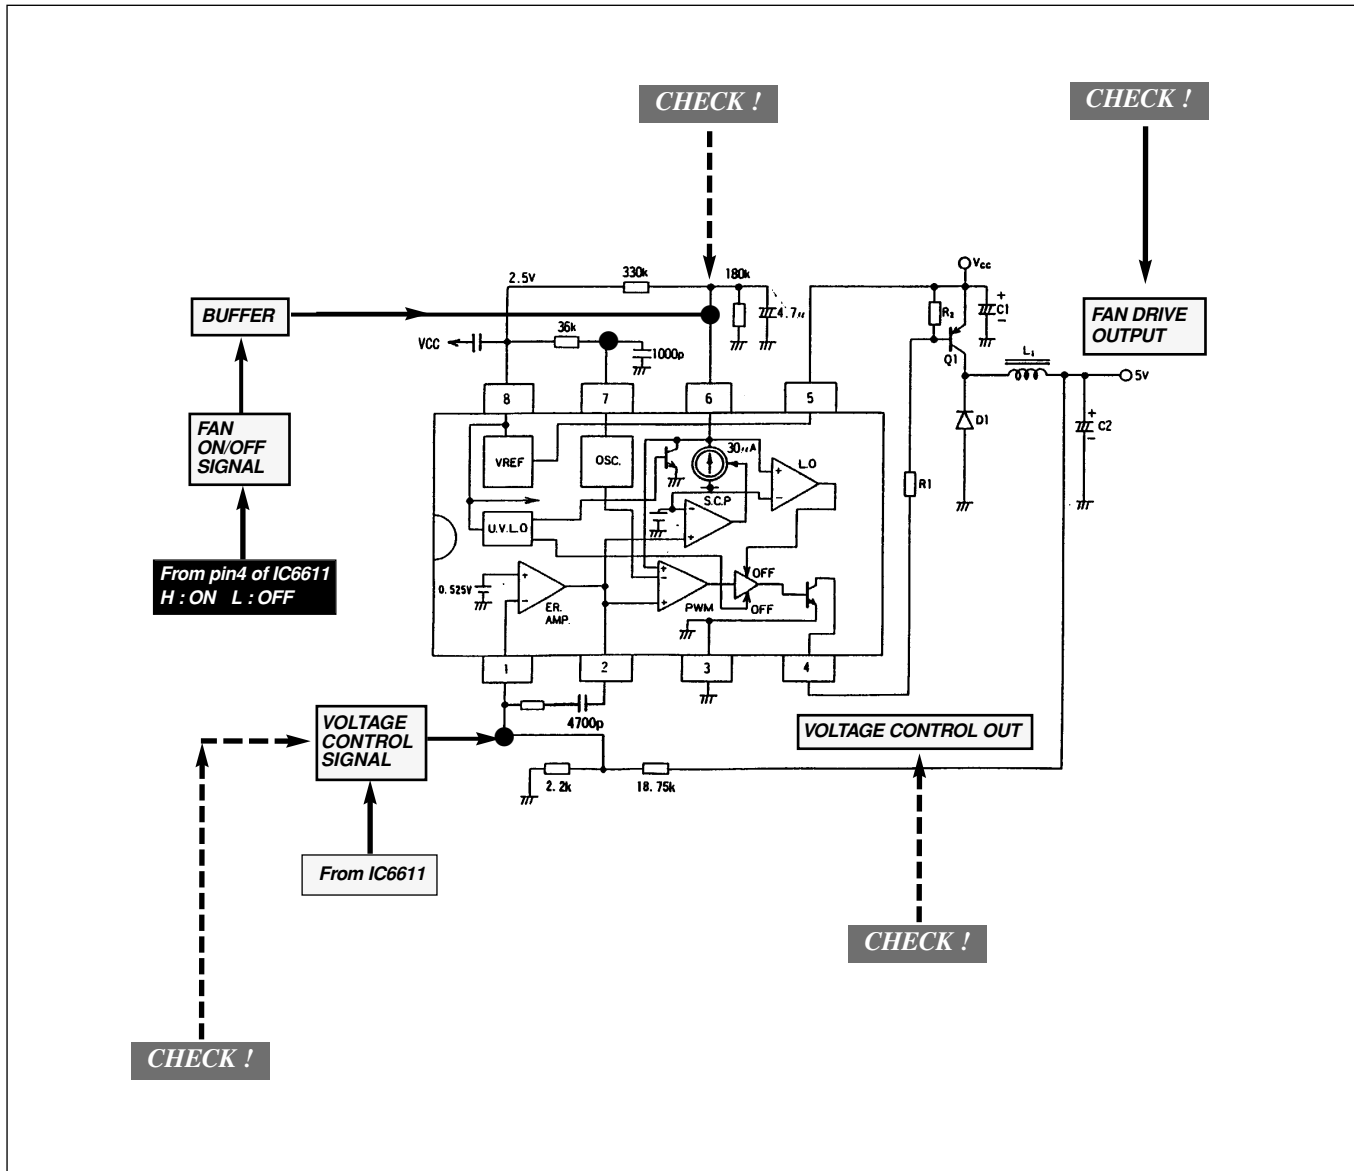 CHECK !
CHECK !
Vcc
2.5V
330k
180k
4.7μ
R2
C1
+
−
FAN DRIVE
OUTPUT
BUFFER
VCC
36k
1000p
Q1
L1
5V
8
7
6
5
FAN
ON/OFF
SIGNAL
VREF
OSC.
30μA
L.O
D1
+
−
C2
S.C.P
+
−
−
+
R1
U.V.L.O
From pin4 of IC6611
H : ON L : OFF
0.525V
+
−
ER.
AMP.
+
−
+
PWM
OFF
OFF
1
2
3
4
4700p
VOLTAGE
CONTROL
SIGNAL
VOLTAGE CONTROL OUT
2.2k
18.75k
From IC6611
CHECK !
CHECK !